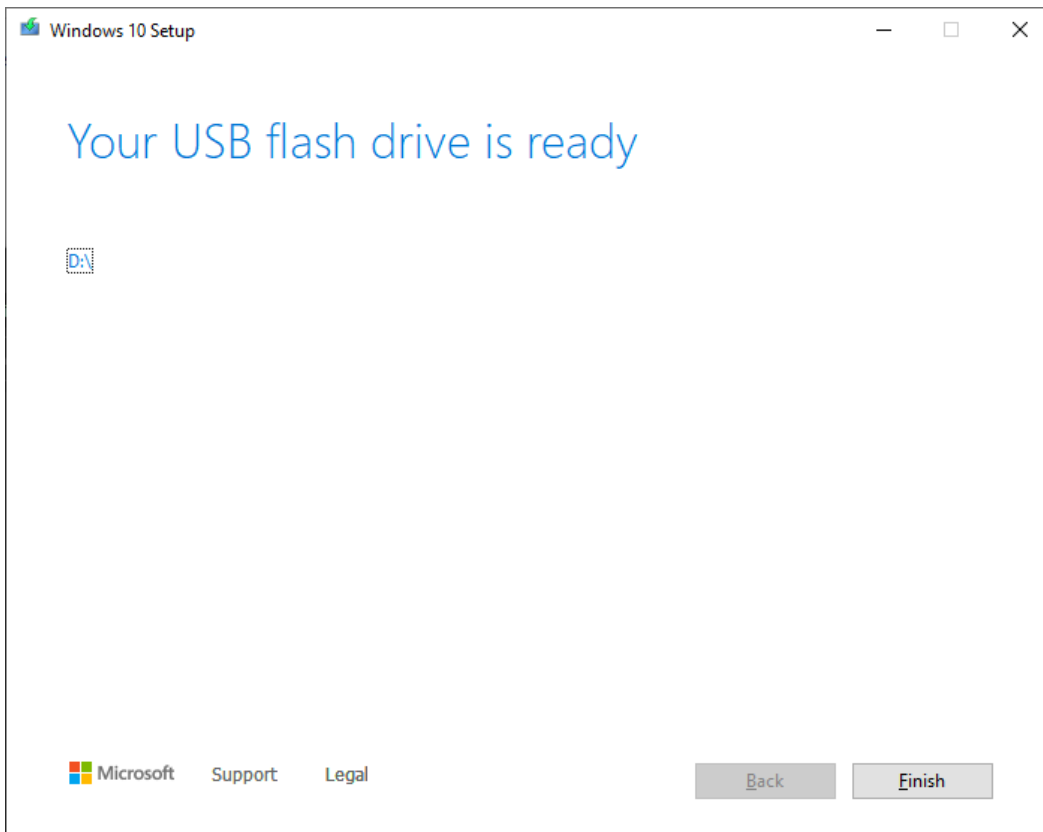 Windows 10 Setup
Your USB flash drive is ready
D:\
Microsoft Support Legal
Back Finish